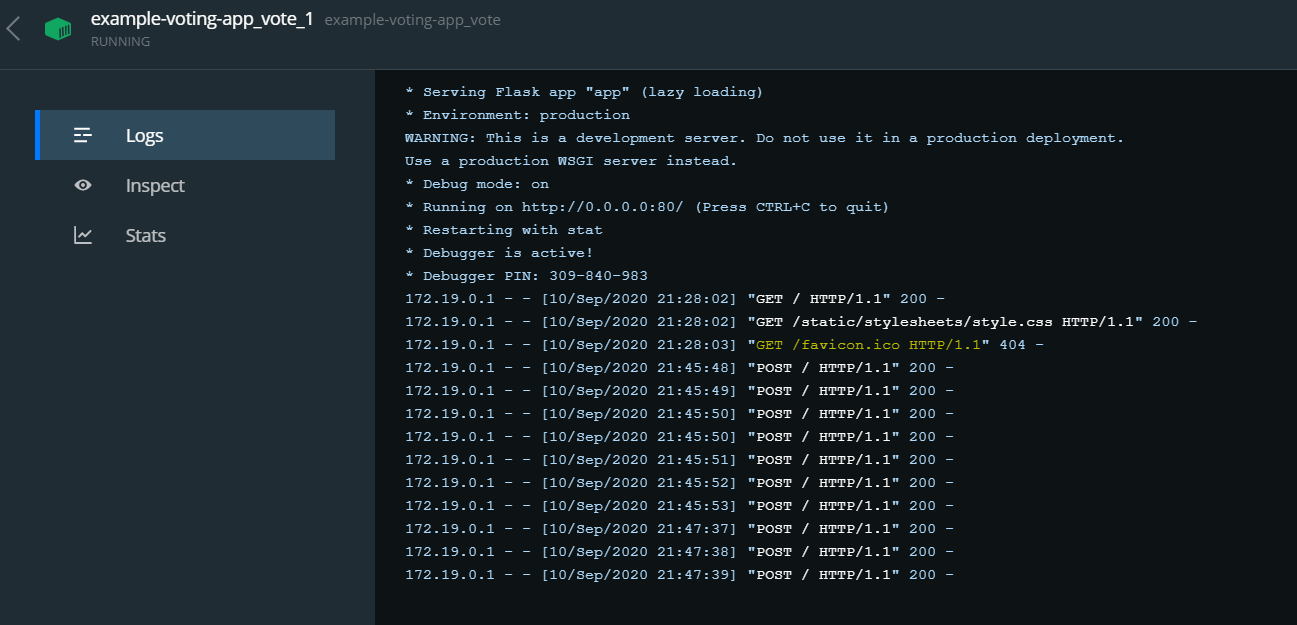 example-voting-app_vote_1 example-voting-app_vote
RUNNING
Logs
Inspect
Stats
* Serving Flask app "app" (lazy loading)
* Environment: production
WARNING: This is a development server. Do not use it in a production deployment.
Use a production WSGI server instead.
* Debug mode: on
* Running on http://0.0.0.0:80/ (Press CTRL+C to quit)
* Restarting with stat
* Debugger is active!
* Debugger PIN: 309-840-983
172.19.0.1 - - [10/Sep/2020 21:28:02] "GET / HTTP/1.1" 200 -
172.19.0.1 - - [10/Sep/2020 21:28:02] "GET /static/stylesheets/style.css HTTP/1.1" 200 -
172.19.0.1 - - [10/Sep/2020 21:28:03] "GET /favicon.ico HTTP/1.1" 404 -
172.19.0.1 - - [10/Sep/2020 21:45:48] "POST / HTTP/1.1" 200 -
172.19.0.1 - - [10/Sep/2020 21:45:49] "POST / HTTP/1.1" 200 -
172.19.0.1 - - [10/Sep/2020 21:45:50] "POST / HTTP/1.1" 200 -
172.19.0.1 - - [10/Sep/2020 21:45:50] "POST / HTTP/1.1" 200 -
172.19.0.1 - - [10/Sep/2020 21:45:51] "POST / HTTP/1.1" 200 -
172.19.0.1 - - [10/Sep/2020 21:45:52] "POST / HTTP/1.1" 200 -
172.19.0.1 - - [10/Sep/2020 21:45:53] "POST / HTTP/1.1" 200 -
172.19.0.1 - - [10/Sep/2020 21:47:37] "POST / HTTP/1.1" 200 -
172.19.0.1 - - [10/Sep/2020 21:47:38] "POST / HTTP/1.1" 200 -
172.19.0.1 - - [10/Sep/2020 21:47:39] "POST / HTTP/1.1" 200 -